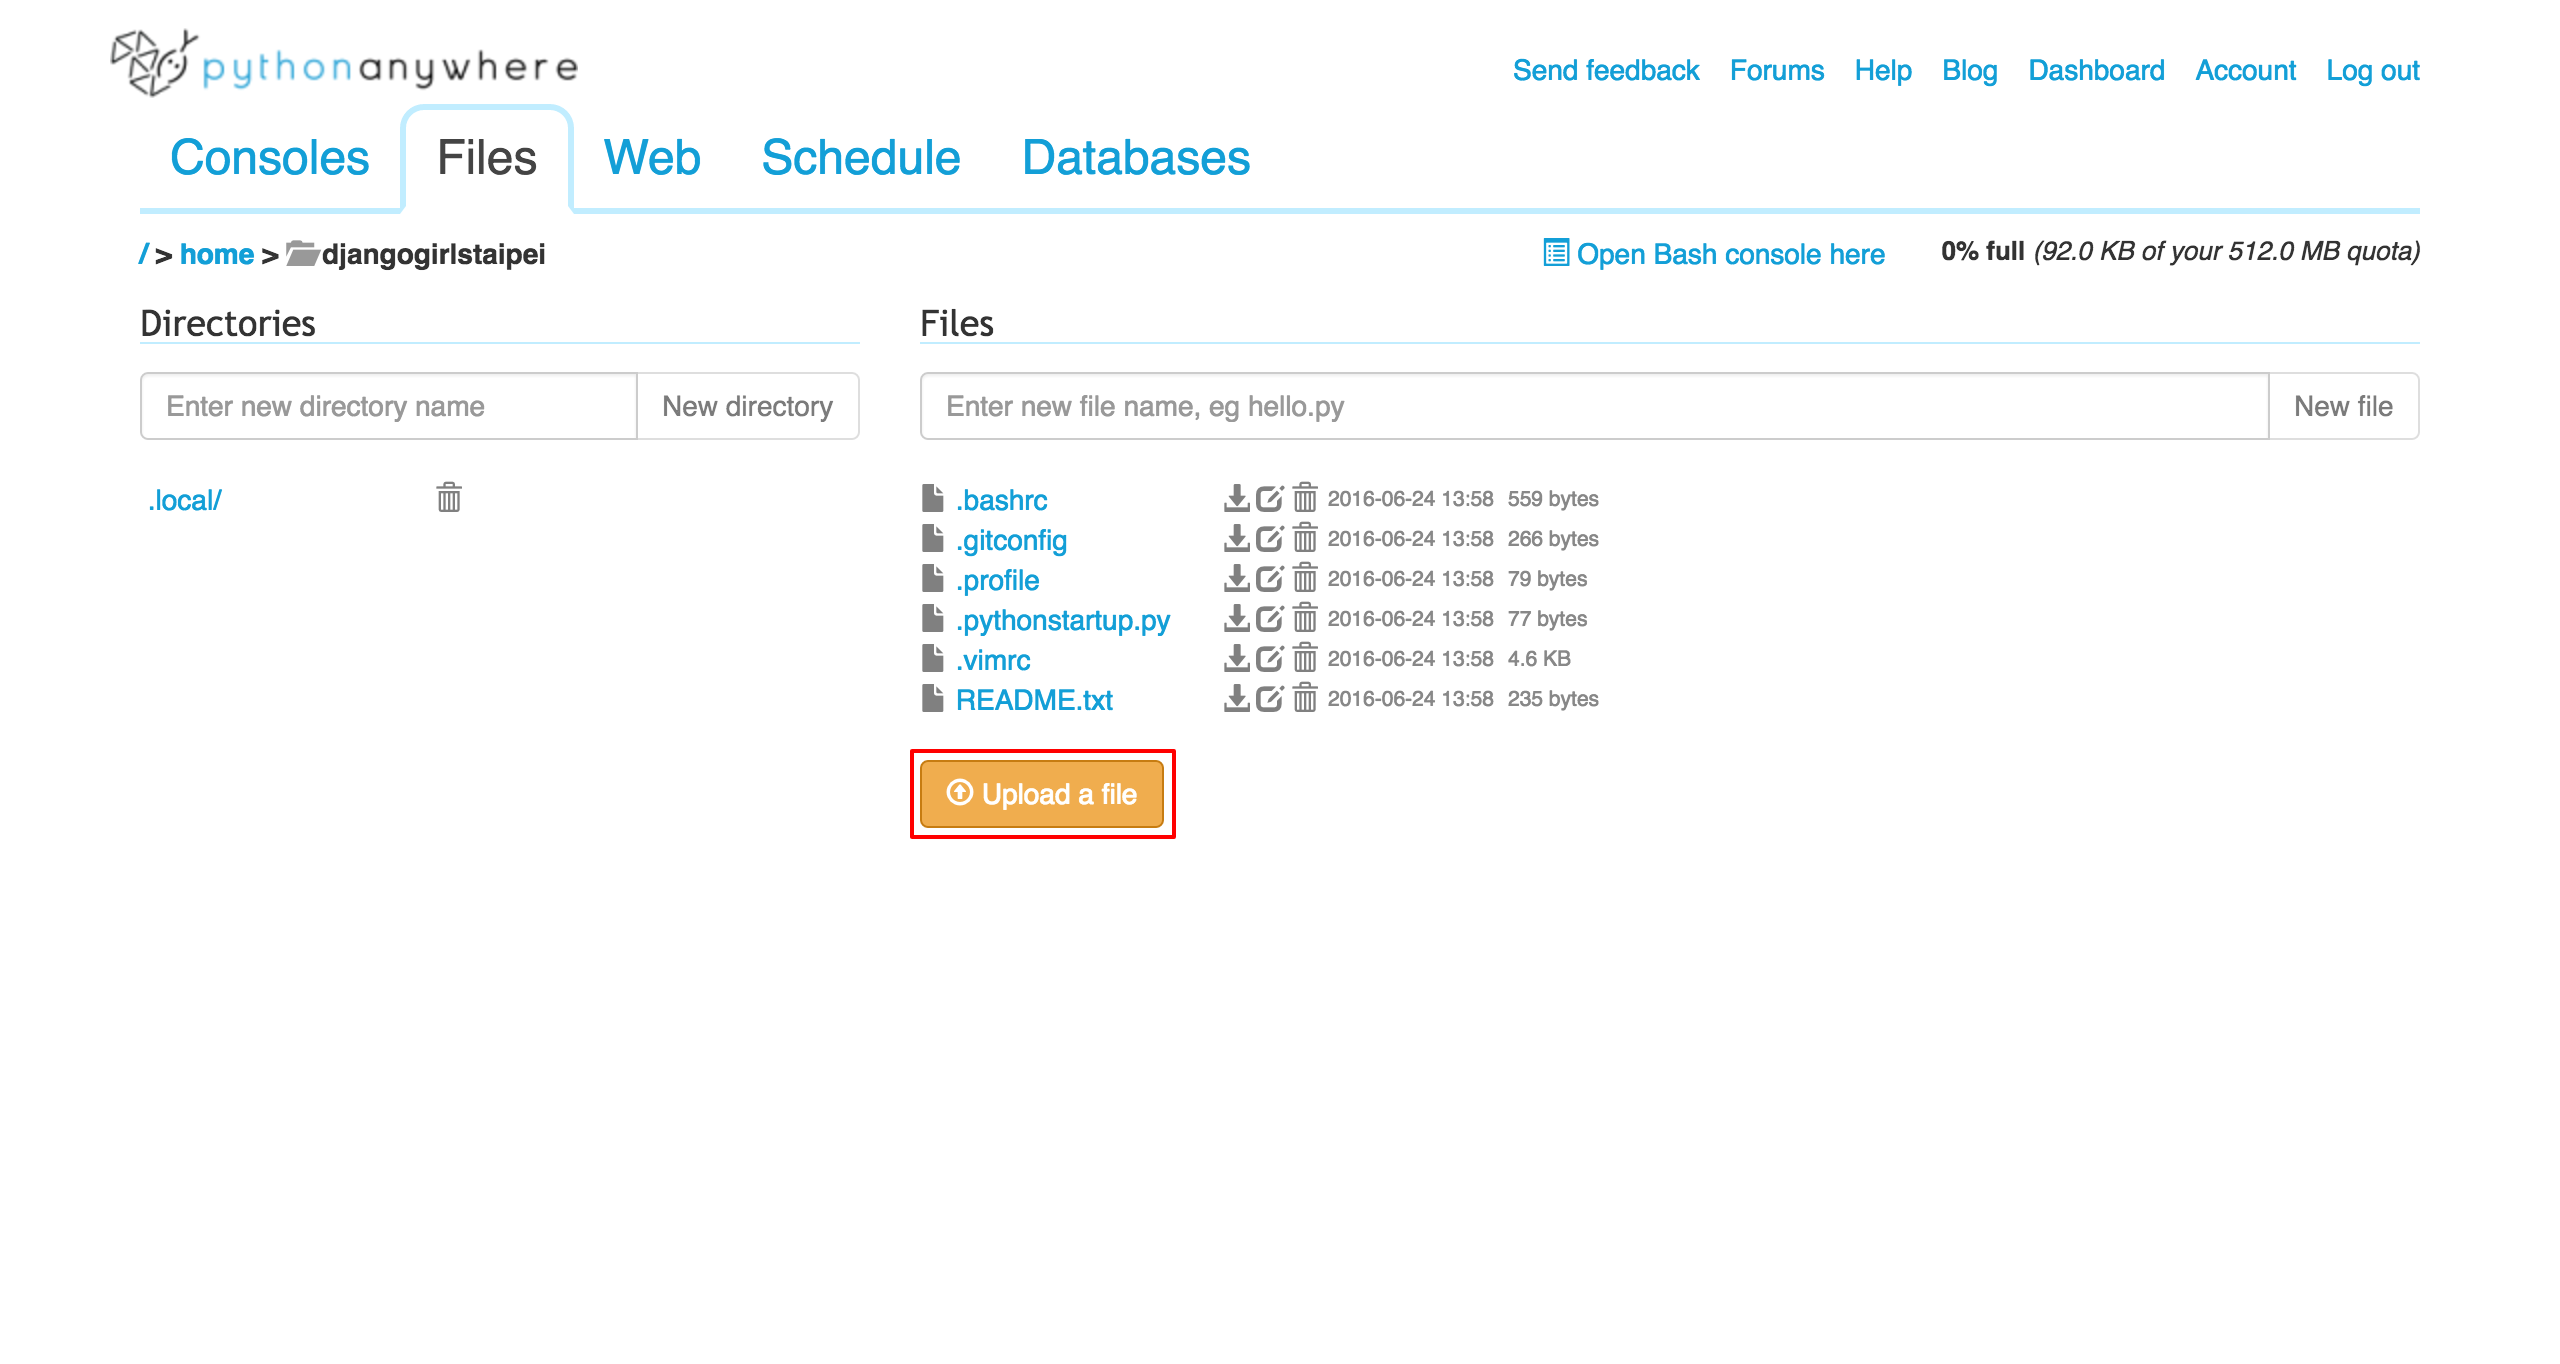 pythonanywhere
Send feedback Forums Help Blog Dashboard Account Log out
Consoles Files Web Schedule Databases
/ > home > djangogirlstaipei
Open Bash console here 0% full (92.0 KB of your 512.0 MB quota)
Directories
Enter new directory name New directory
.local/
Files
Enter new file name, eg hello.py New file
.bashrc 2016-06-24 13:58 559 bytes
.gitconfig 2016-06-24 13:58 266 bytes
.profile 2016-06-24 13:58 79 bytes
.pythonstartup.py 2016-06-24 13:58 77 bytes
.vimrc 2016-06-24 13:58 4.6 KB
README.txt 2016-06-24 13:58 235 bytes
Upload a file